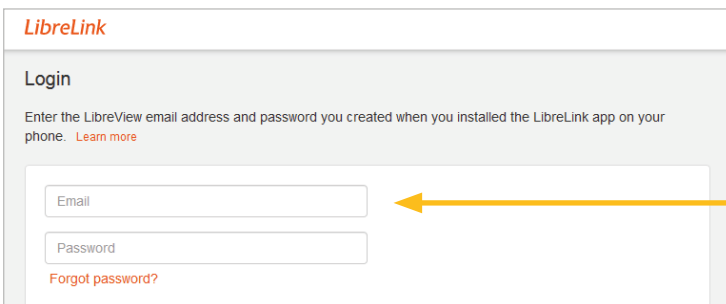 LibreLink
Login
Enter the LibreView email address and password you created when you installed the LibreLink app on your
phone. Learn more
Email
Password
Forgot password?